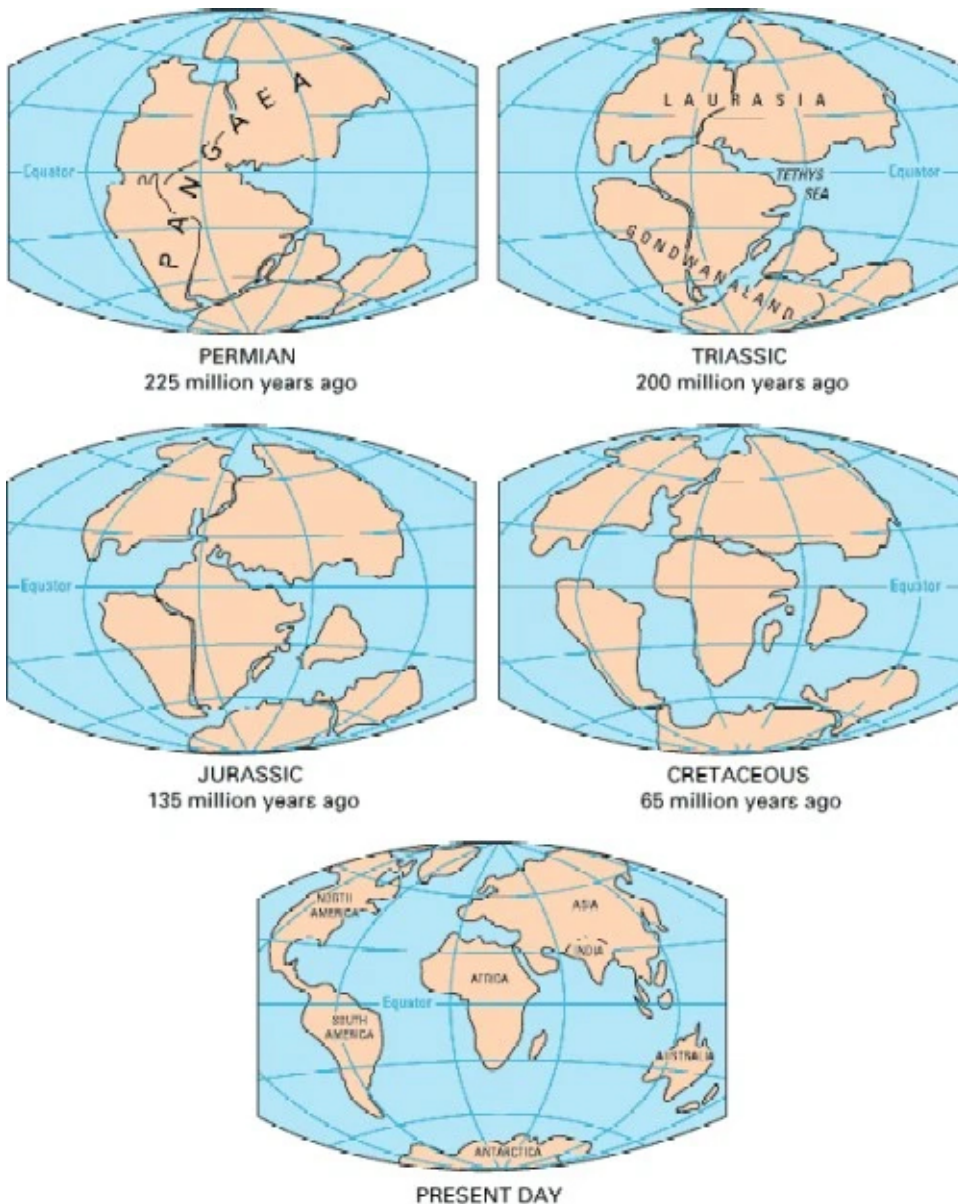 PANGAEA
Equator
PERMIAN
225 million years ago
LAURASIA
TETHYS
SEA
Equator
GONDWANALAND
TRIASSIC
200 million years ago
Equator
JURASSIC
135 million years ago
Equator
CRETACEOUS
65 million years ago
NORTH
AMERICA
ASIA
INDIA
AFRICA
Equator
SOUTH
AMERICA
AUSTRALIA
ANTARCTICA
PRESENT DAY